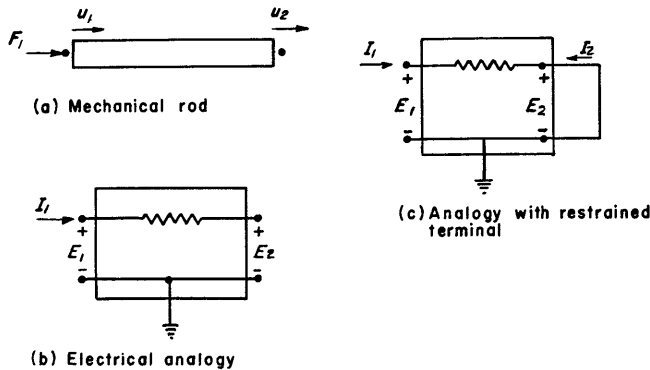 u₁
u₂
F₁
(a) Mechanical rod
I₁
+
E₁
−
+
E₂
−
(b) Electrical analogy
I₁
I₂
+
E₁
−
+
E₂
−
(c) Analogy with restrained
terminal